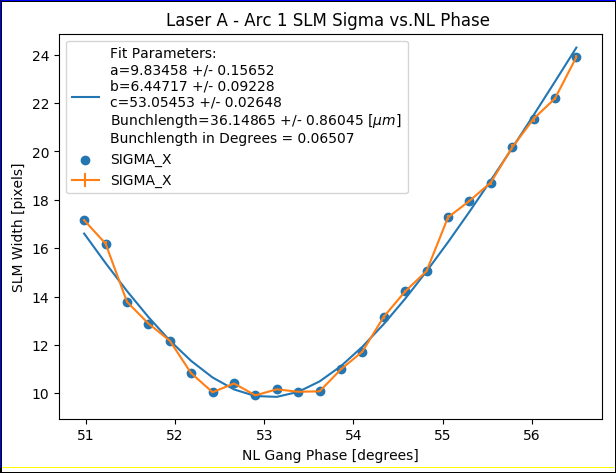 Laser A - Arc 1 SLM Sigma vs.NL Phase
Fit Parameters:
a=9.83458 +/- 0.15652
b=6.44717 +/- 0.09228
c=53.05453 +/- 0.02648
Bunchlength=36.14865 +/- 0.86045 [μm]
Bunchlength in Degrees = 0.06507
SIGMA_X
SIGMA_X
SLM Width [pixels]
24
22
20
18
16
14
12
10
51 52 53 54 55 56
NL Gang Phase [degrees]